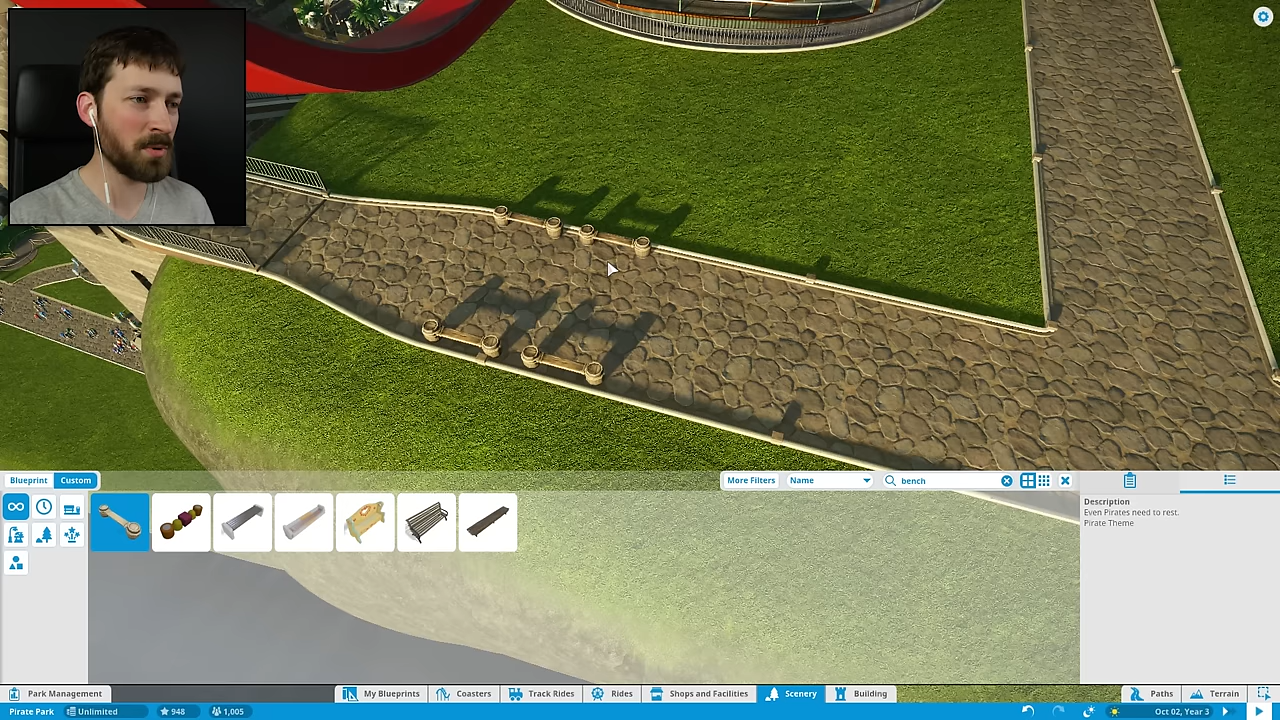 Blueprint Custom More Filters Name bench
Description
Even Pirates need to rest.
Pirate Theme
Park Management My Blueprints Coasters Track Rides Rides Shops and Facilities Scenery Building Paths Terrain
Pirate Park Unlimited 948 1,005 Oct 02, Year 3